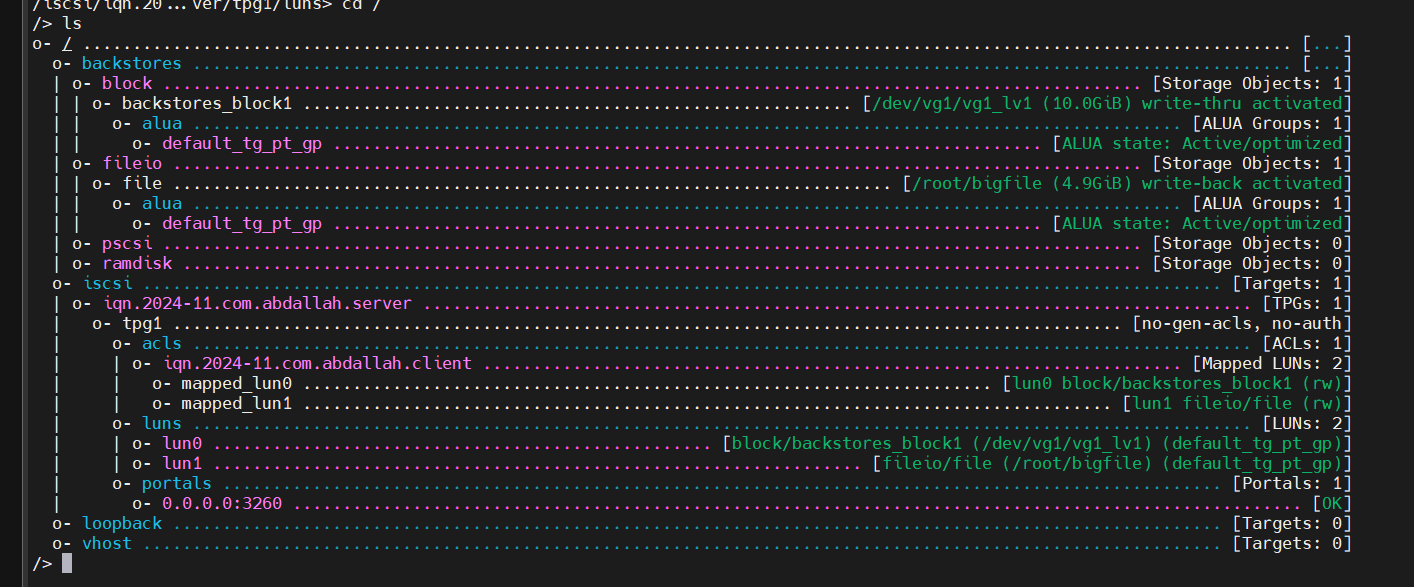 /iscsi/iqn.20...ver/tpg1/luns> cd /
/> ls
o- / ......................................................................................................................... [...]
  o- backstores .............................................................................................................. [...]
  | o- block .................................................................................................. [Storage Objects: 1]
  | | o- backstores_block1 ....................................................... [/dev/vg1/vg1_lv1 (10.0GiB) write-thru activated]
  | |   o- alua ................................................................................................... [ALUA Groups: 1]
  | |     o- default_tg_pt_gp ....................................................................... [ALUA state: Active/optimized]
  | o- fileio ................................................................................................. [Storage Objects: 1]
  | | o- file ........................................................................ [/root/bigfile (4.9GiB) write-back activated]
  | |   o- alua ................................................................................................... [ALUA Groups: 1]
  | |     o- default_tg_pt_gp ....................................................................... [ALUA state: Active/optimized]
  | o- pscsi .................................................................................................. [Storage Objects: 0]
  | o- ramdisk ................................................................................................ [Storage Objects: 0]
  o- iscsi ............................................................................................................ [Targets: 1]
  | o- iqn.2024-11.com.abdallah.server ................................................................................... [TPGs: 1]
  |   o- tpg1 ............................................................................................... [no-gen-acls, no-auth]
  |     o- acls .......................................................................................................... [ACLs: 1]
  |     | o- iqn.2024-11.com.abdallah.client ...................................................................... [Mapped LUNs: 2]
  |     |   o- mapped_lun0 ..................................................................... [lun0 block/backstores_block1 (rw)]
  |     |   o- mapped_lun1 ................................................................................. [lun1 fileio/file (rw)]
  |     o- luns .......................................................................................................... [LUNs: 2]
  |     | o- lun0 .................................................. [block/backstores_block1 (/dev/vg1/vg1_lv1) (default_tg_pt_gp)]
  |     | o- lun1 ................................................................. [fileio/file (/root/bigfile) (default_tg_pt_gp)]
  |     o- portals .................................................................................................... [Portals: 1]
  |       o- 0.0.0.0:3260 ..................................................................................................... [OK]
  o- loopback ......................................................................................................... [Targets: 0]
  o- vhost ............................................................................................................ [Targets: 0]
/>